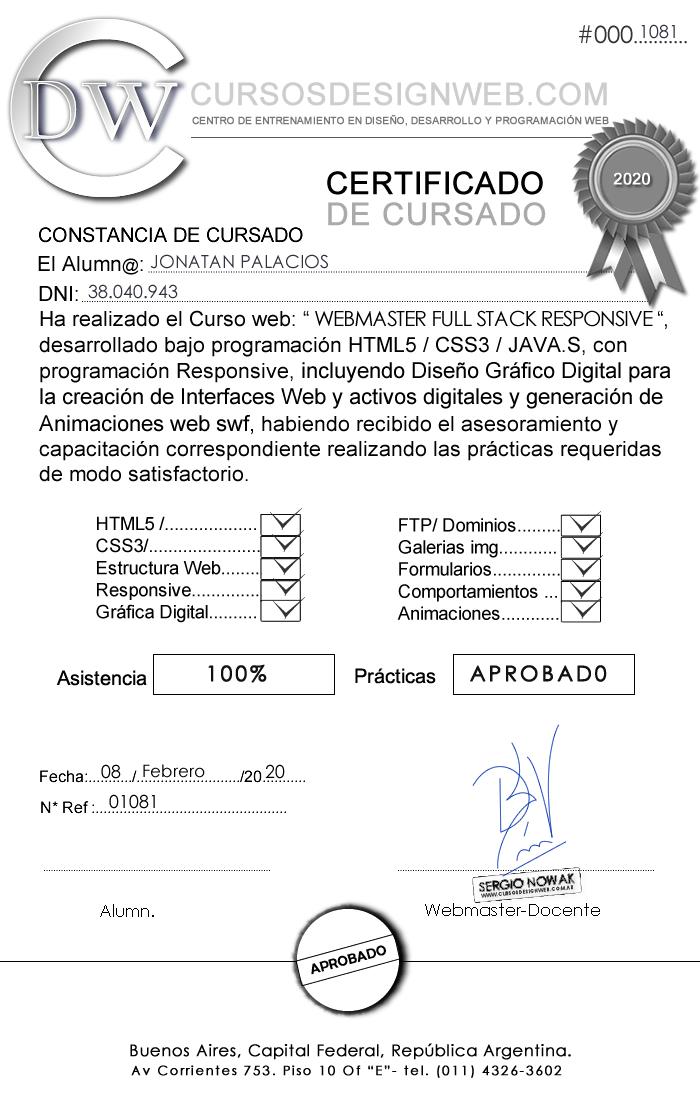 #000.1081
CDW
CURSOSDESIGNWEB.COM
CENTRO DE ENTRENAMIENTO EN DISEÑO, DESARROLLO Y PROGRAMACIÓN WEB
2020
CERTIFICADO
DE CURSADO
CONSTANCIA DE CURSADO
El Alumn@: JONATAN PALACIOS
DNI: 38.040.943
Ha realizado el Curso web: “ WEBMASTER FULL STACK RESPONSIVE “,
desarrollado bajo programación HTML5 / CSS3 / JAVA.S, con
programación Responsive, incluyendo Diseño Gráfico Digital para
la creación de Interfaces Web y activos digitales y generación de
Animaciones web swf, habiendo recibido el asesoramiento y
capacitación correspondiente realizando las prácticas requeridas
de modo satisfactorio.
HTML5 /................... FTP/ Dominios.........
CSS3/....................... Galerias img............
Estructura Web........ Formularios..............
Responsive.............. Comportamientos ...
Gráfica Digital.......... Animaciones............
Asistencia 100% Prácticas APROBAD0
Fecha: 08 / Febrero /20 20
N* Ref : 01081
SERGIO NOWAK
WWW.CURSOSDESIGNWEB.COM.AR
Alumn. Webmaster-Docente
APROBADO
Buenos Aires, Capital Federal, República Argentina.
Av Corrientes 753. Piso 10 Of “E”- tel. (011) 4326-3602